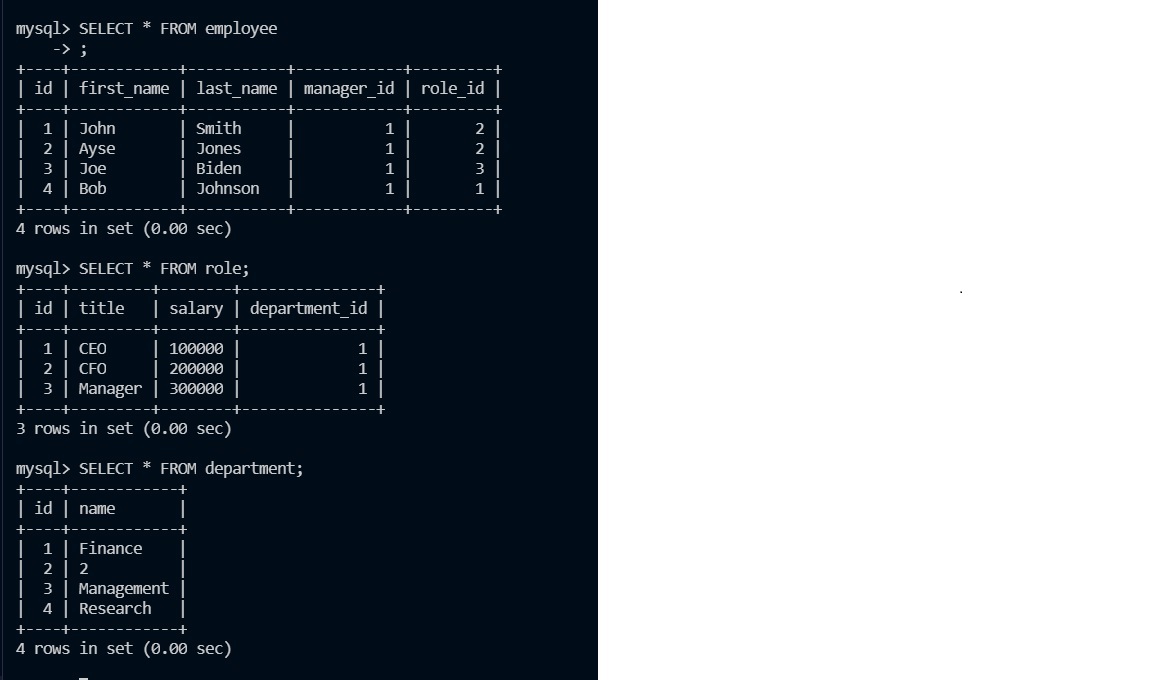 mysql> SELECT * FROM employee
    -> ;
+----+------------+-----------+------------+---------+
| id | first_name | last_name | manager_id | role_id |
+----+------------+-----------+------------+---------+
|  1 | John       | Smith     |          1 |       2 |
|  2 | Ayse       | Jones     |          1 |       2 |
|  3 | Joe        | Biden     |          1 |       3 |
|  4 | Bob        | Johnson   |          1 |       1 |
+----+------------+-----------+------------+---------+
4 rows in set (0.00 sec)

mysql> SELECT * FROM role;
+----+---------+--------+---------------+
| id | title   | salary | department_id |
+----+---------+--------+---------------+
|  1 | CEO     | 100000 |             1 |
|  2 | CFO     | 200000 |             1 |
|  3 | Manager | 300000 |             1 |
+----+---------+--------+---------------+
3 rows in set (0.00 sec)

mysql> SELECT * FROM department;
+----+------------+
| id | name       |
+----+------------+
|  1 | Finance    |
|  2 | 2          |
|  3 | Management |
|  4 | Research   |
+----+------------+
4 rows in set (0.00 sec)